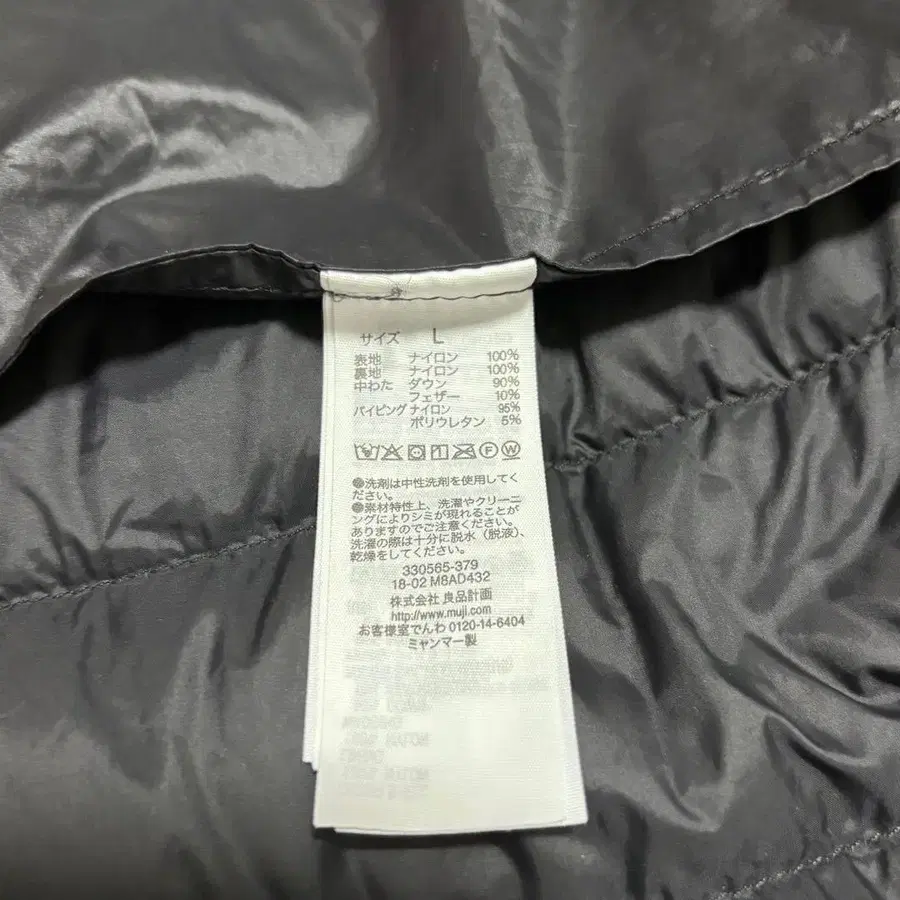 サイズ L
表地 ナイロン 100%
裏地 ナイロン 100%
中わた ダウン 90%
フェザー 10%
パイピング ナイロン 95%
ポリウレタン 5%
●洗剤は中性洗剤を使用してく
ださい。
●素材特性上、洗濯やクリーニ
ングによりシミが現れることが
ありますのでご注意ください。
洗濯の際は十分に脱水（脱液）、
乾燥をしてください。
330565-379
18-02 M8AD432
株式会社 良品計画
http://www.muji.com
お客様室でんわ 0120-14-6404
ミャンマー製